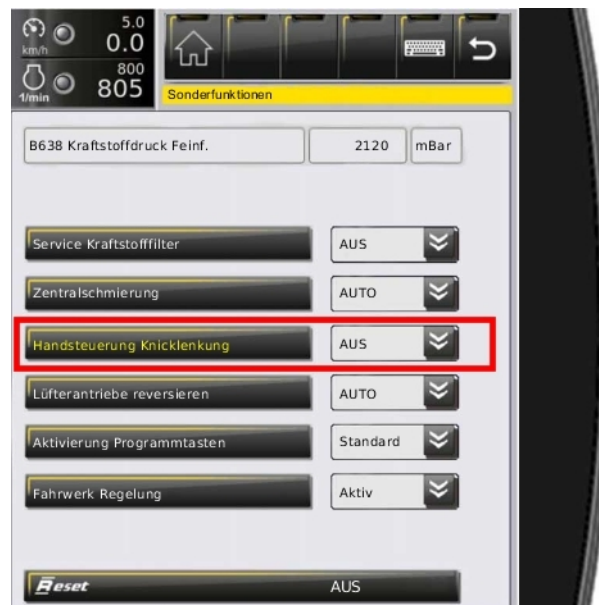 5.0
km/h 0.0
800
1/min 805
Sonderfunktionen
B638 Kraftstoffdruck Feinf. 2120 mBar
Service Kraftstofffilter AUS
Zentralschmierung AUTO
Handsteuerung Knicklenkung AUS
Lüfterantriebe reversieren AUTO
Aktivierung Programmtasten Standard
Fahrwerk Regelung Aktiv
Reset AUS